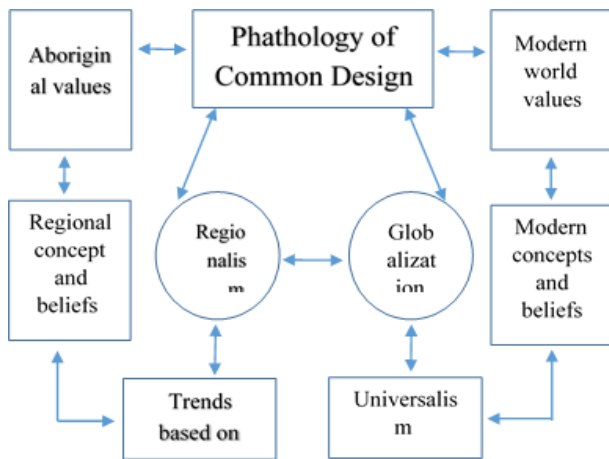 Phathology of
Common Design
Aborigin
al values
Modern
world
values
Regional
concept
and
beliefs
Regio
nalis
m
Glob
alizat
ion
Modern
concepts
and
beliefs
Trends
based on
Universalis
m